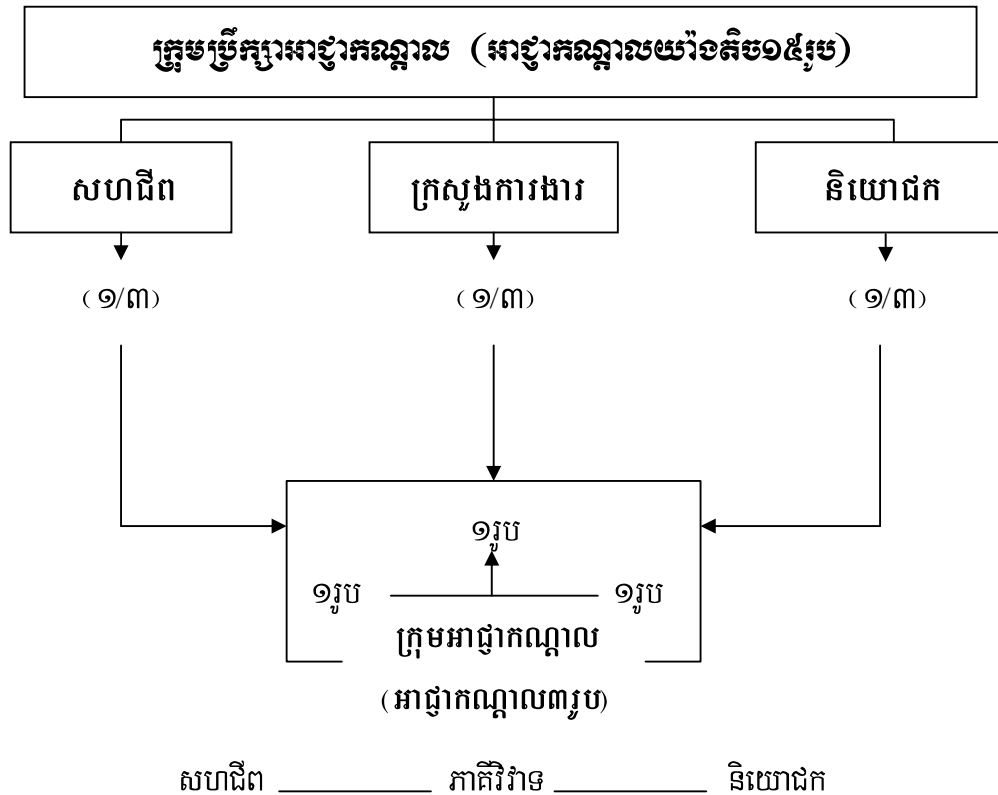 ក្រុមប្រឹក្សាអាជ្ញាកណ្តាល (អាជ្ញាកណ្តាលយ៉ាងតិច១៥រូប)
សហជីព ក្រសួងការងារ និយោជក
(១/៣) (១/៣) (១/៣)
១រូប
១រូប ១រូប
ក្រុមអាជ្ញាកណ្តាល
(អាជ្ញាកណ្តាល៣រូប)
សហជីព ភាគីវិវាទ និយោជក